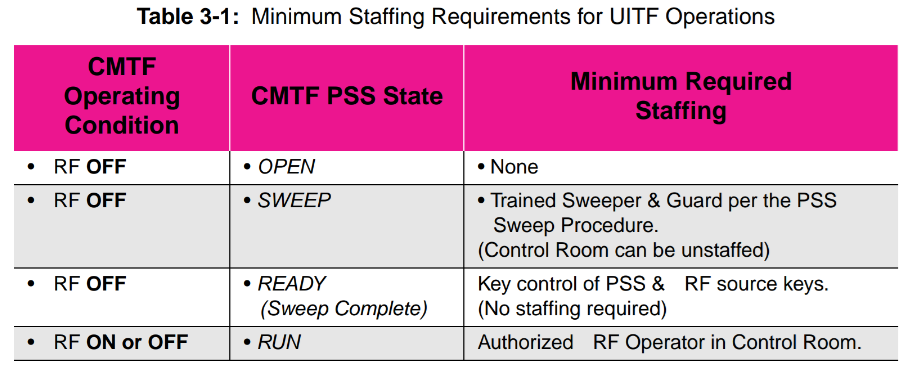 Table 3-1: Minimum Staffing Requirements for UITF Operations
CMTF
Operating
Condition
CMTF PSS State
Minimum Required
Staffing
• RF OFF
• OPEN
• None
• RF OFF
• SWEEP
• Trained Sweeper & Guard per the PSS
Sweep Procedure.
(Control Room can be unstaffed)
• RF OFF
• READY
(Sweep Complete)
Key control of PSS & RF source keys.
(No staffing required)
• RF ON or OFF
• RUN
Authorized RF Operator in Control Room.